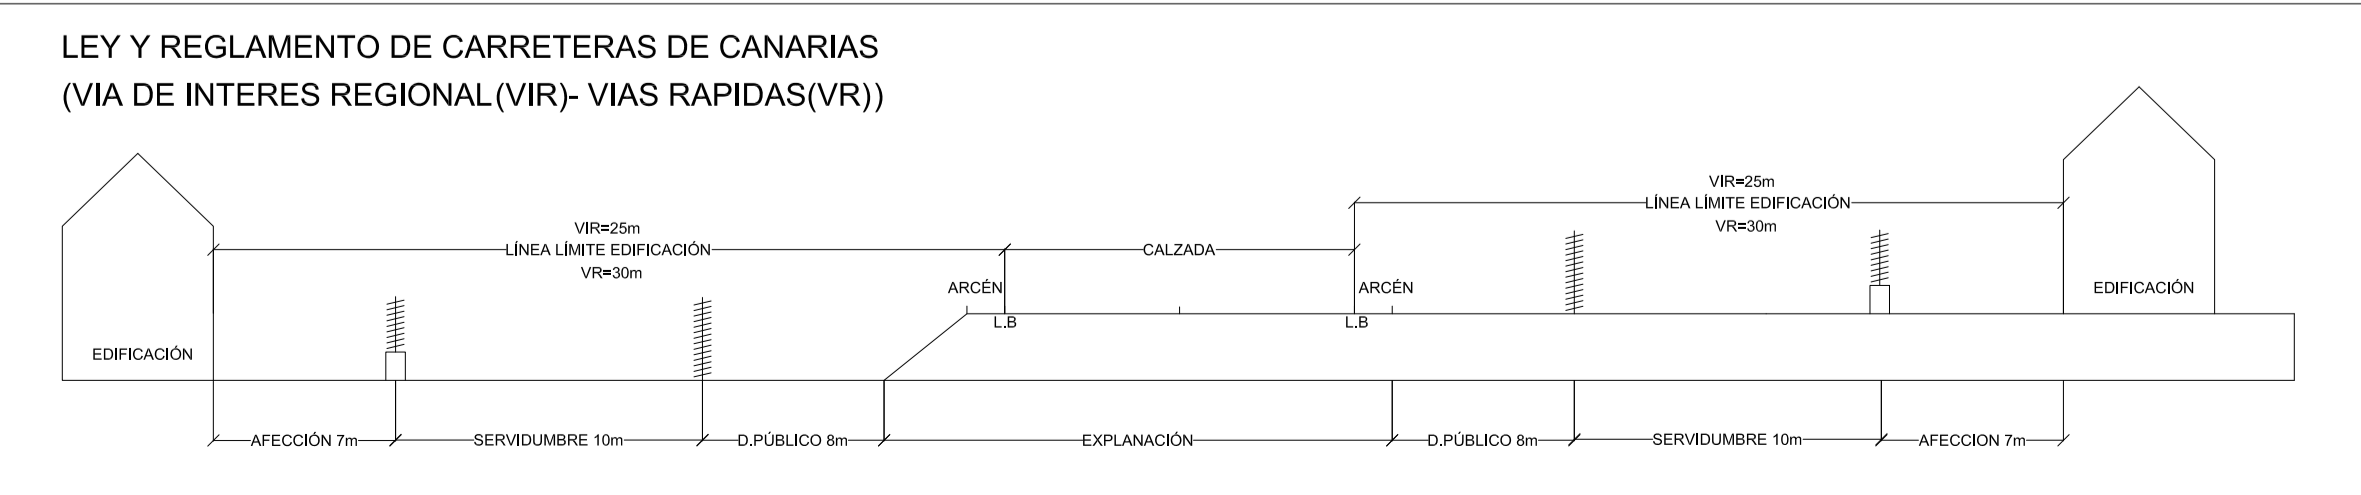 LEY Y REGLAMENTO DE CARRETERAS DE CANARIAS
(VIA DE INTERES REGIONAL(VIR)- VIAS RAPIDAS(VR))
VIR=25m
LÍNEA LÍMITE EDIFICACIÓN
VR=30m
CALZADA
VIR=25m
LÍNEA LÍMITE EDIFICACIÓN
VR=30m
ARCÉN
ARCÉN
EDIFICACIÓN
L.B
L.B
EDIFICACIÓN
AFECCIÓN 7m
SERVIDUMBRE 10m
D.PÚBLICO 8m
EXPLANACIÓN
D.PÚBLICO 8m
SERVIDUMBRE 10m
AFECCION 7m